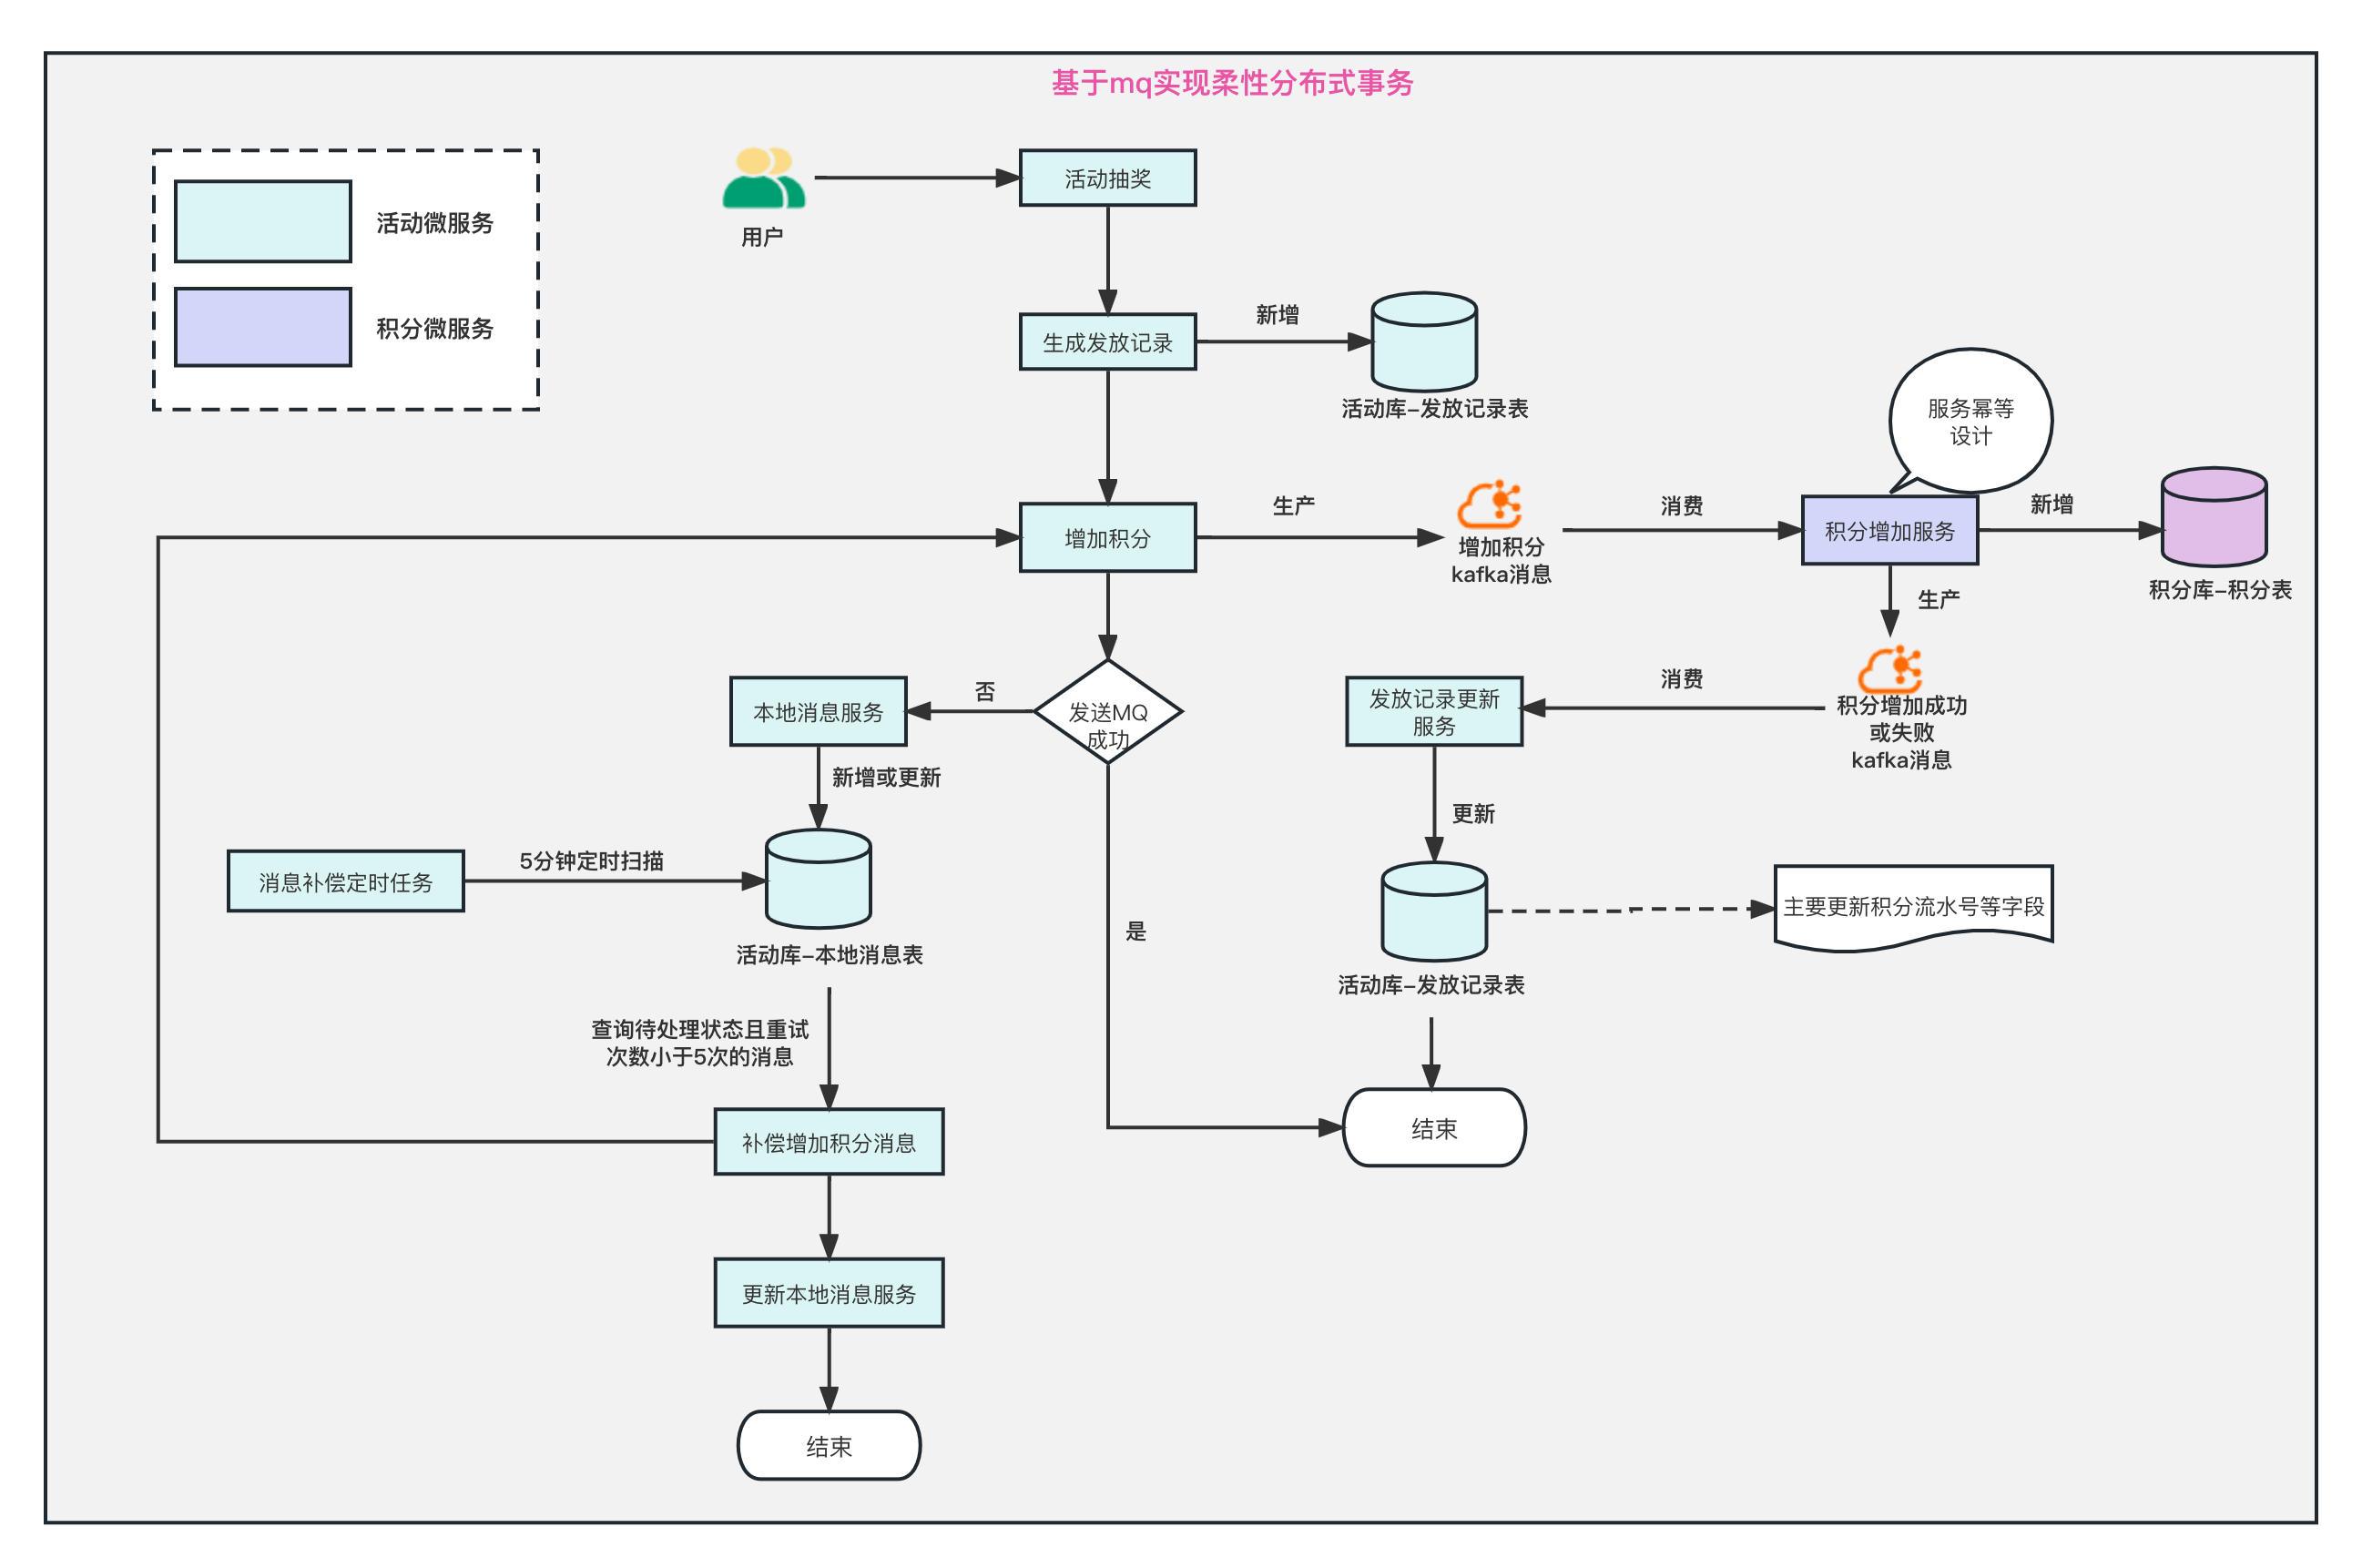 基于mq实现柔性分布式事务
活动微服务
积分微服务
用户
活动抽奖
生成发放记录
新增
活动库-发放记录表
增加积分
生产
增加积分
kafka消息
消费
服务幂等
设计
积分增加服务
新增
积分库-积分表
生产
积分增加成功
或失败
kafka消息
消费
发放记录更新
服务
更新
活动库-发放记录表
主要更新积分流水号等字段
结束
发送MQ
成功
否
是
本地消息服务
新增或更新
消息补偿定时任务
5分钟定时扫描
活动库-本地消息表
查询待处理状态且重试
次数小于5次的消息
补偿增加积分消息
更新本地消息服务
结束